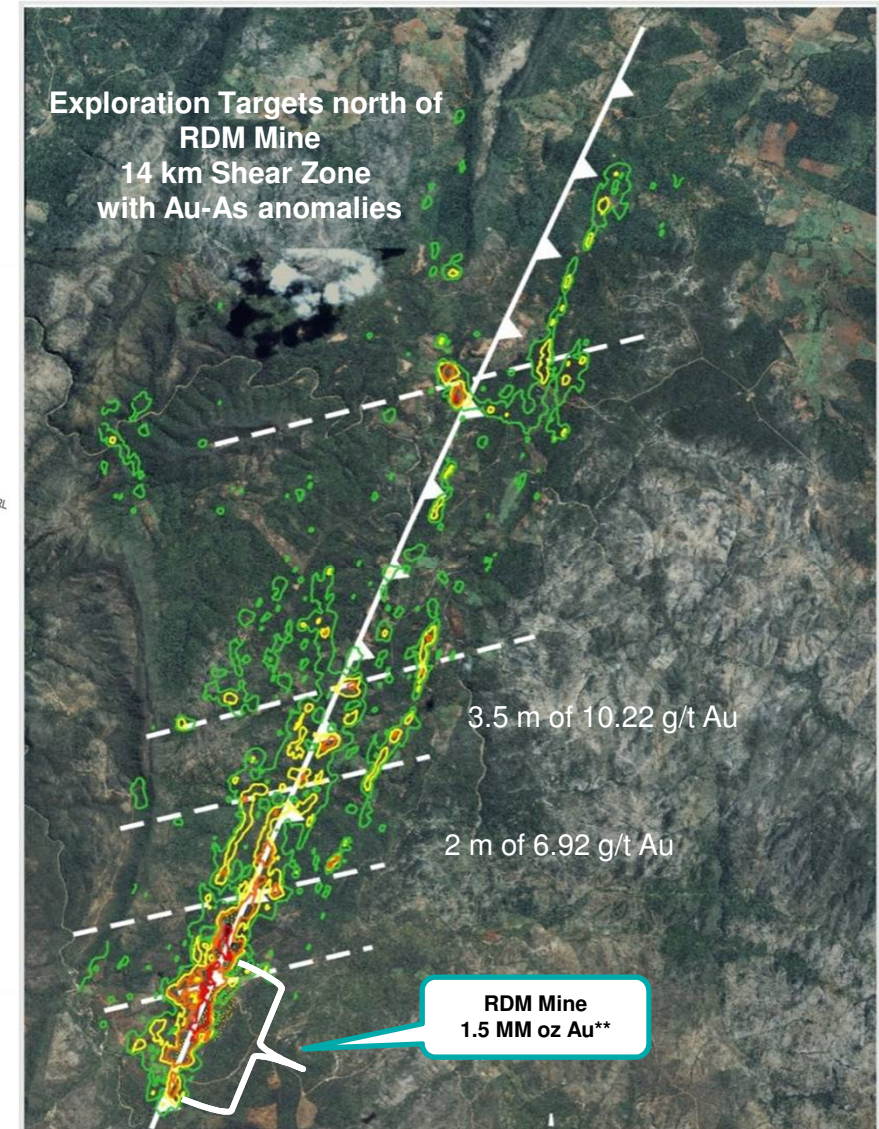 Exploration Targets north of
RDM Mine
14 km Shear Zone
with Au-As anomalies
3.5 m of 10.22 g/t Au
2 m of 6.92 g/t Au
RDM Mine
1.5 MM oz Au**